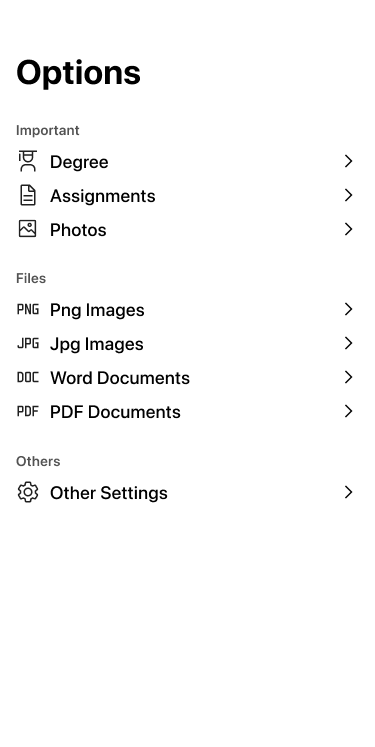 Options
Important
Degree
Assignments
Photos
Files
PNG Png Images
JPG Jpg Images
DOC Word Documents
PDF PDF Documents
Others
Other Settings